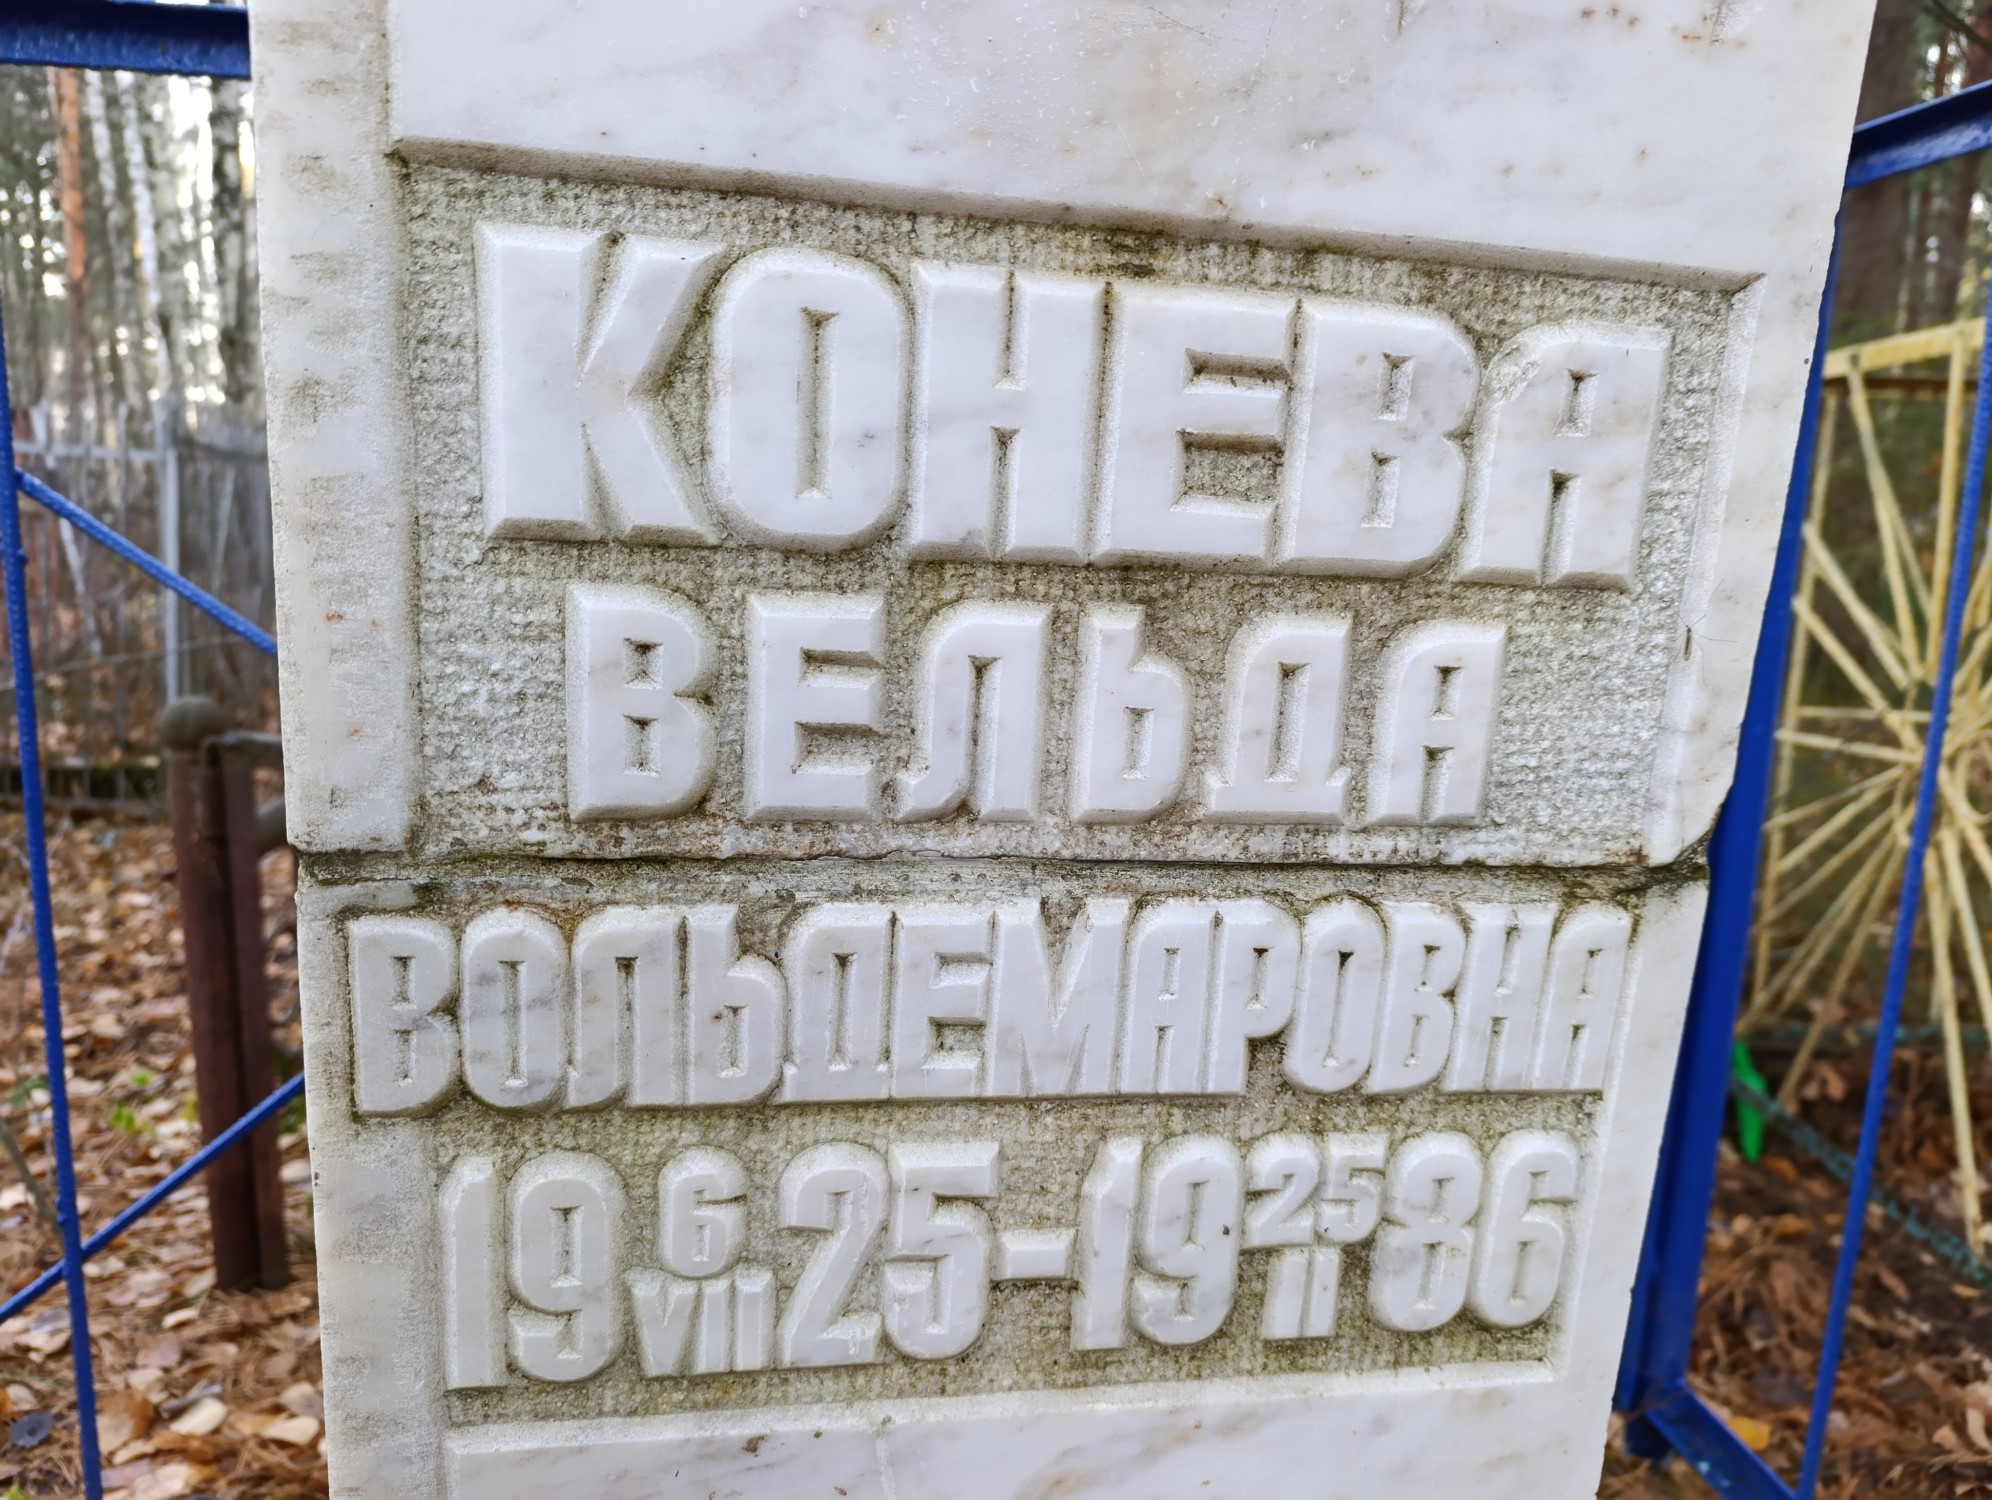 КОНЕВА
ВЕЛЬДА
ВОЛЬДЕМАРОВНА
19 6/VII 25-19 25/II 86